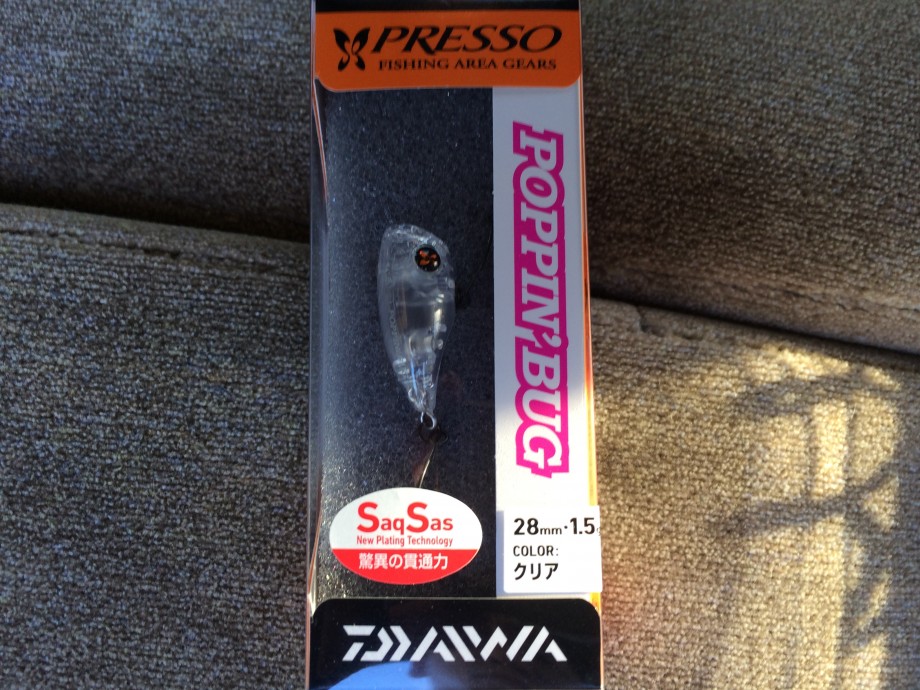 PRESSO
FISHING AREA GEARS
POPPIN' BUG
SaqSas
New Plating Technology
驚異の貫通力
28mm・1.5
COLOR:
クリア
DAIWA